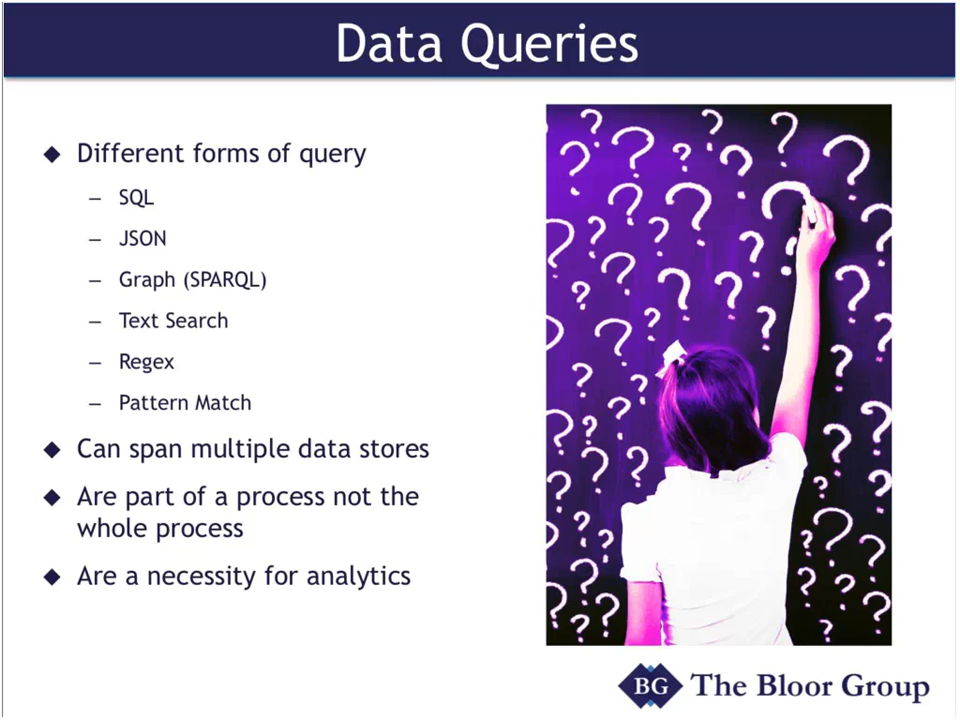 Data Queries
◆ Different forms of query
– SQL
– JSON
– Graph (SPARQL)
– Text Search
– Regex
– Pattern Match
◆ Can span multiple data stores
◆ Are part of a process not the
whole process
◆ Are a necessity for analytics
BG The Bloor Group